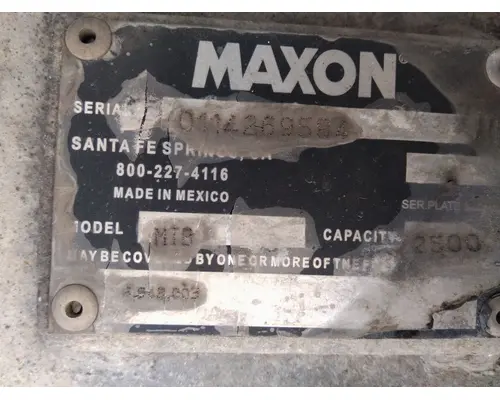 MAXON
SERIAL
SANTA FE SPRINGS, CA
800-227-4116
MADE IN MEXICO
SER. PLATE
MODEL MTB CAPACITY 2500
MAY BE COVERED BY ONE OR MORE OF THE